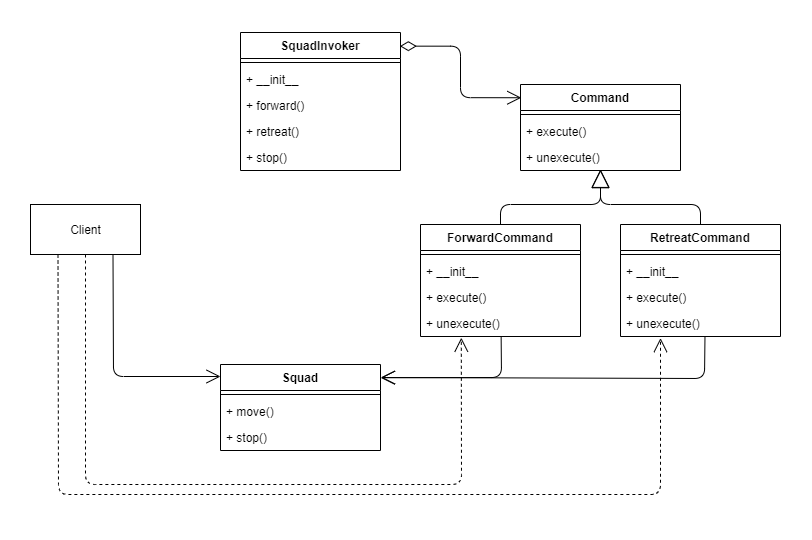 SquadInvoker
+ __init__
+ forward()
+ retreat()
+ stop()
Command
+ execute()
+ unexecute()
Client
ForwardCommand
+ __init__
+ execute()
+ unexecute()
RetreatCommand
+ __init__
+ execute()
+ unexecute()
Squad
+ move()
+ stop()